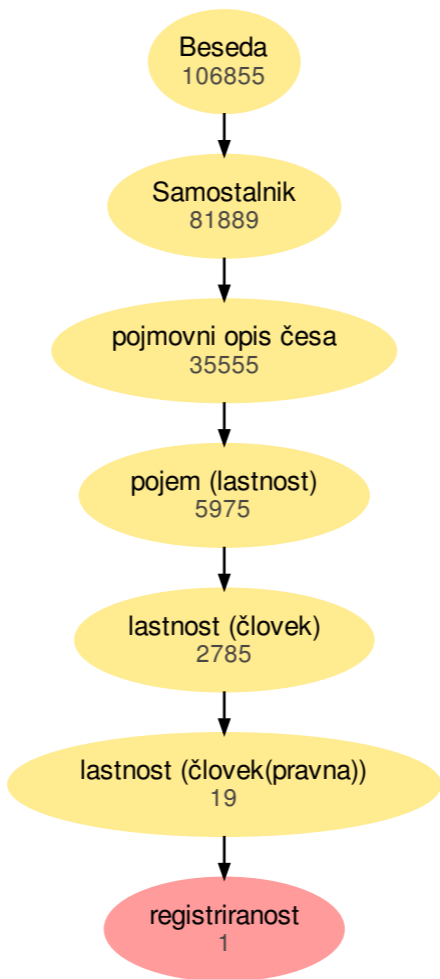 Beseda
106855
Samostalnik
81889
pojmovni opis česa
35555
pojem (lastnost)
5975
lastnost (človek)
2785
lastnost (človek(pravna))
19
registriranost
1